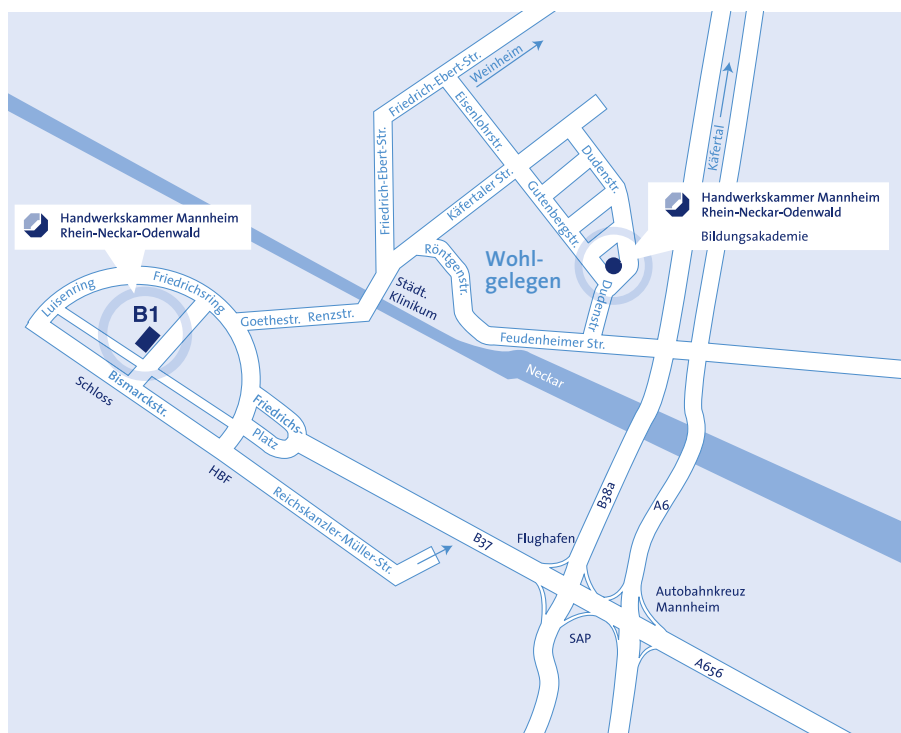 Friedrich-Ebert-Str.
Weinheim
Eisenlohrstr.
Käfertal
Friedrich-Ebert-Str.
Käfertaler Str.
Dudenstr.
Gutenbergstr.
Handwerkskammer Mannheim
Rhein-Neckar-Odenwald
Bildungsakademie
Handwerkskammer Mannheim
Rhein-Neckar-Odenwald
Röntgenstr.
Wohl-
gelegen
Städt.
Klinikum
Dudenstr
Luisenring
Friedrichsring
B1
Goethestr.
Renzstr.
Feudenheimer Str.
Neckar
Schloss
Bismarckstr.
Friedrichs-
Platz
HBF
Reichskanzler-Müller-Str.
B37
Flughafen
B38a
A6
Autobahnkreuz
Mannheim
SAP
A656